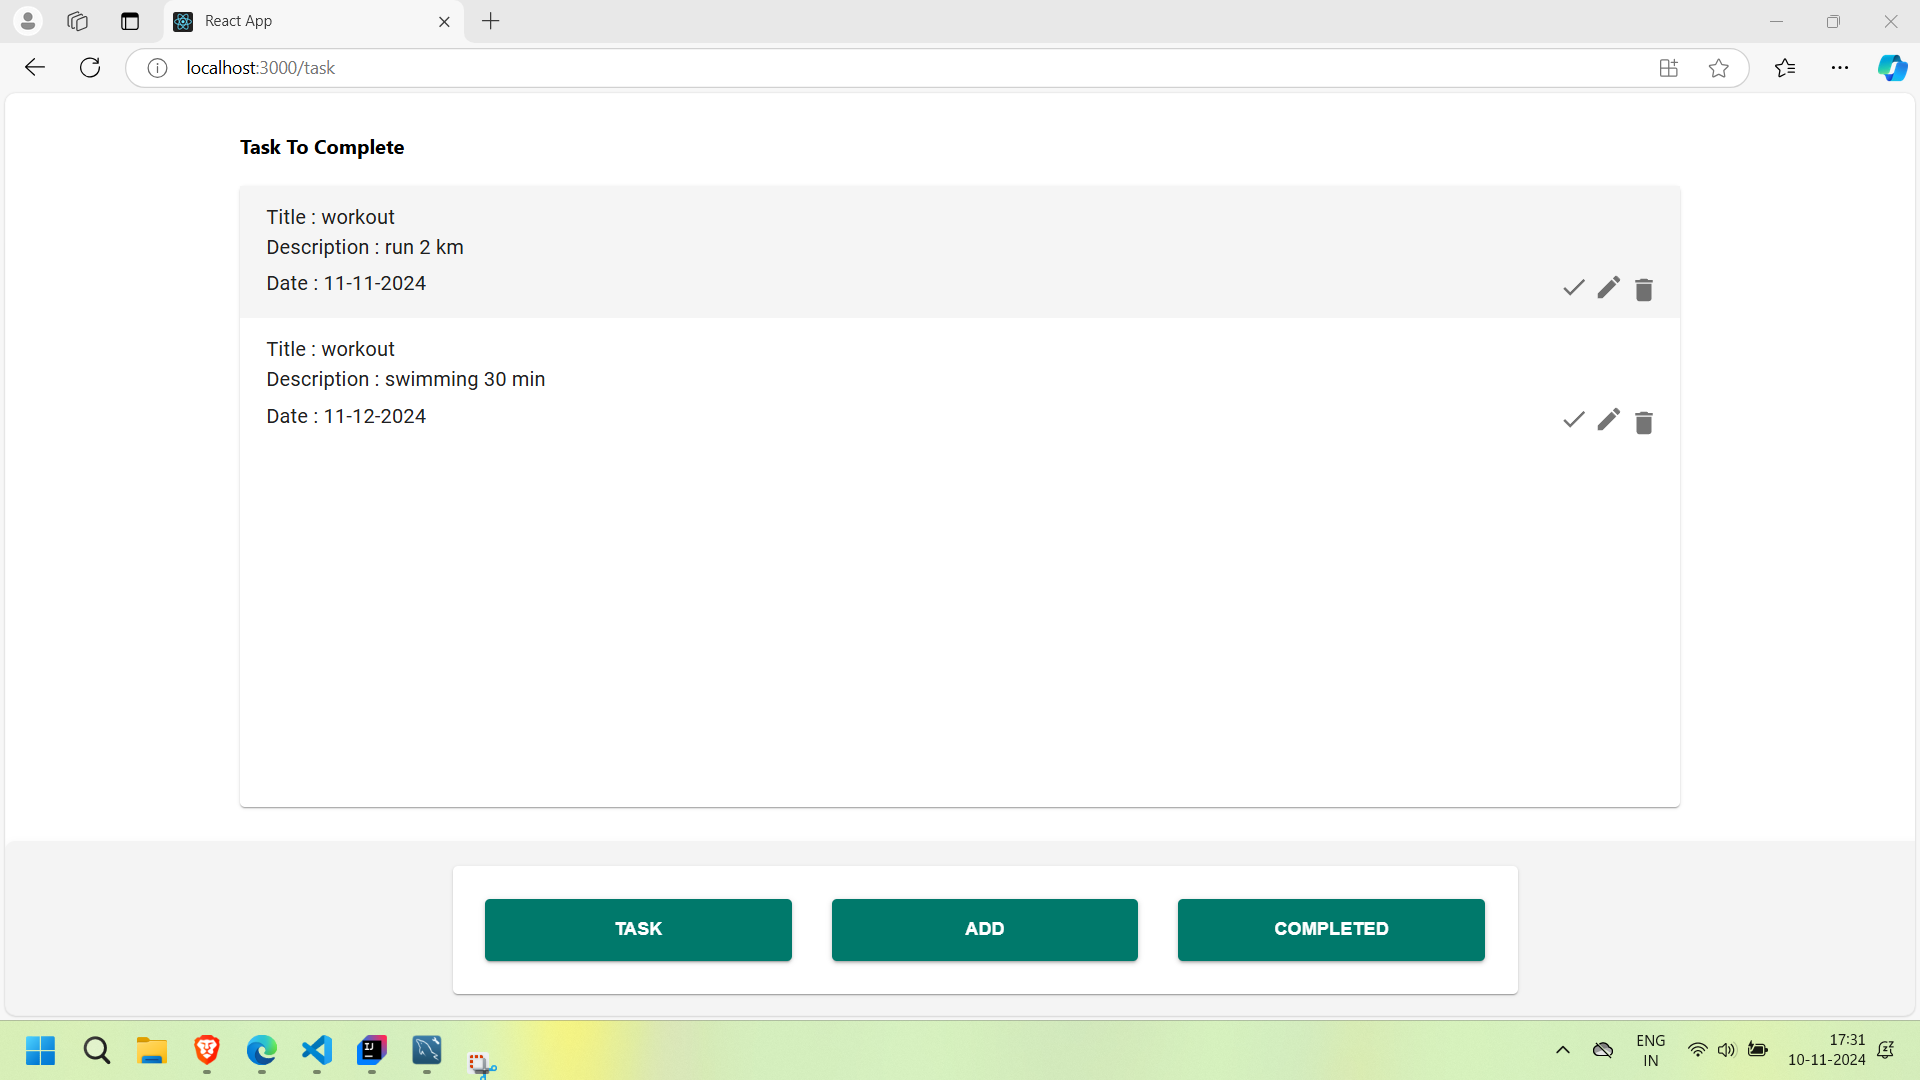 React App
localhost:3000/task
Task To Complete
Title : workout
Description : run 2 km
Date : 11-11-2024
Title : workout
Description : swimming 30 min
Date : 11-12-2024
TASK
ADD
COMPLETED
IJ
ENG
IN
17:31
10-11-2024